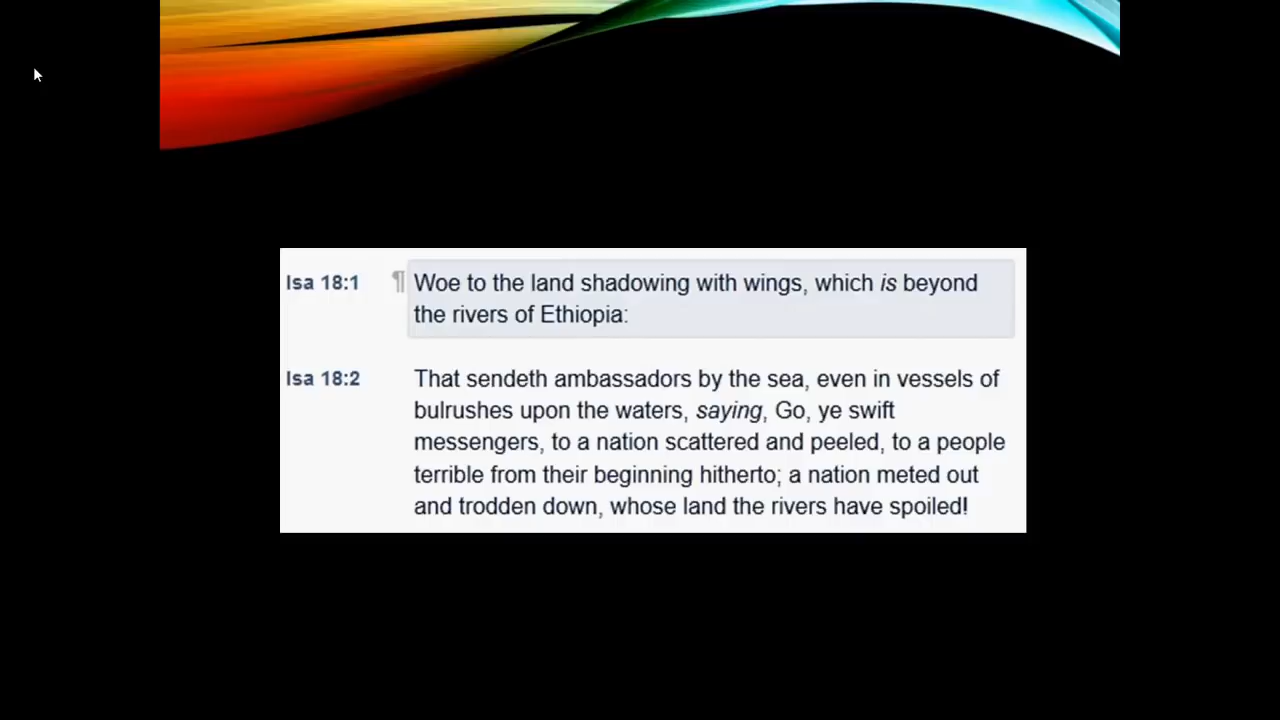 Isa 18:1 ¶ Woe to the land shadowing with wings, which is beyond
the rivers of Ethiopia:
Isa 18:2 That sendeth ambassadors by the sea, even in vessels of
bulrushes upon the waters, saying, Go, ye swift
messengers, to a nation scattered and peeled, to a people
terrible from their beginning hitherto; a nation meted out
and trodden down, whose land the rivers have spoiled!